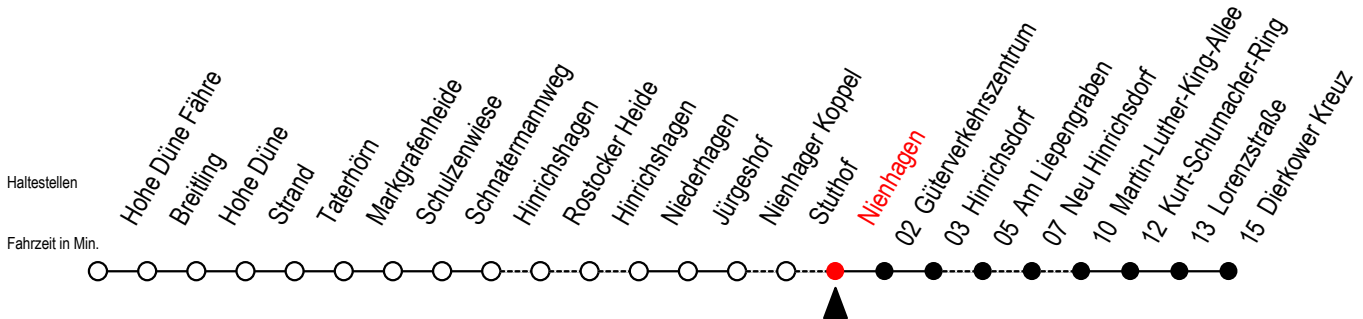 Haltestellen
Fahrzeit in Min.
Hohe Düne Fähre
Breitling
Hohe Düne
Strand
Taterhörn
Markgrafenheide
Schulzenwiese
Schnatermannweg
Hinrichshagen
Rostocker Heide
Hinrichshagen
Niederhagen
Jürgeshof
Nienhager Koppel
Stuthof
Nienhagen
02 Güterverkehrszentrum
03 Hinrichsdorf
05 Am Liepengraben
07 Neu Hinrichsdorf
10 Martin-Luther-King-Allee
12 Kurt-Schumacher-Ring
13 Lorenzstraße
15 Dierkower Kreuz